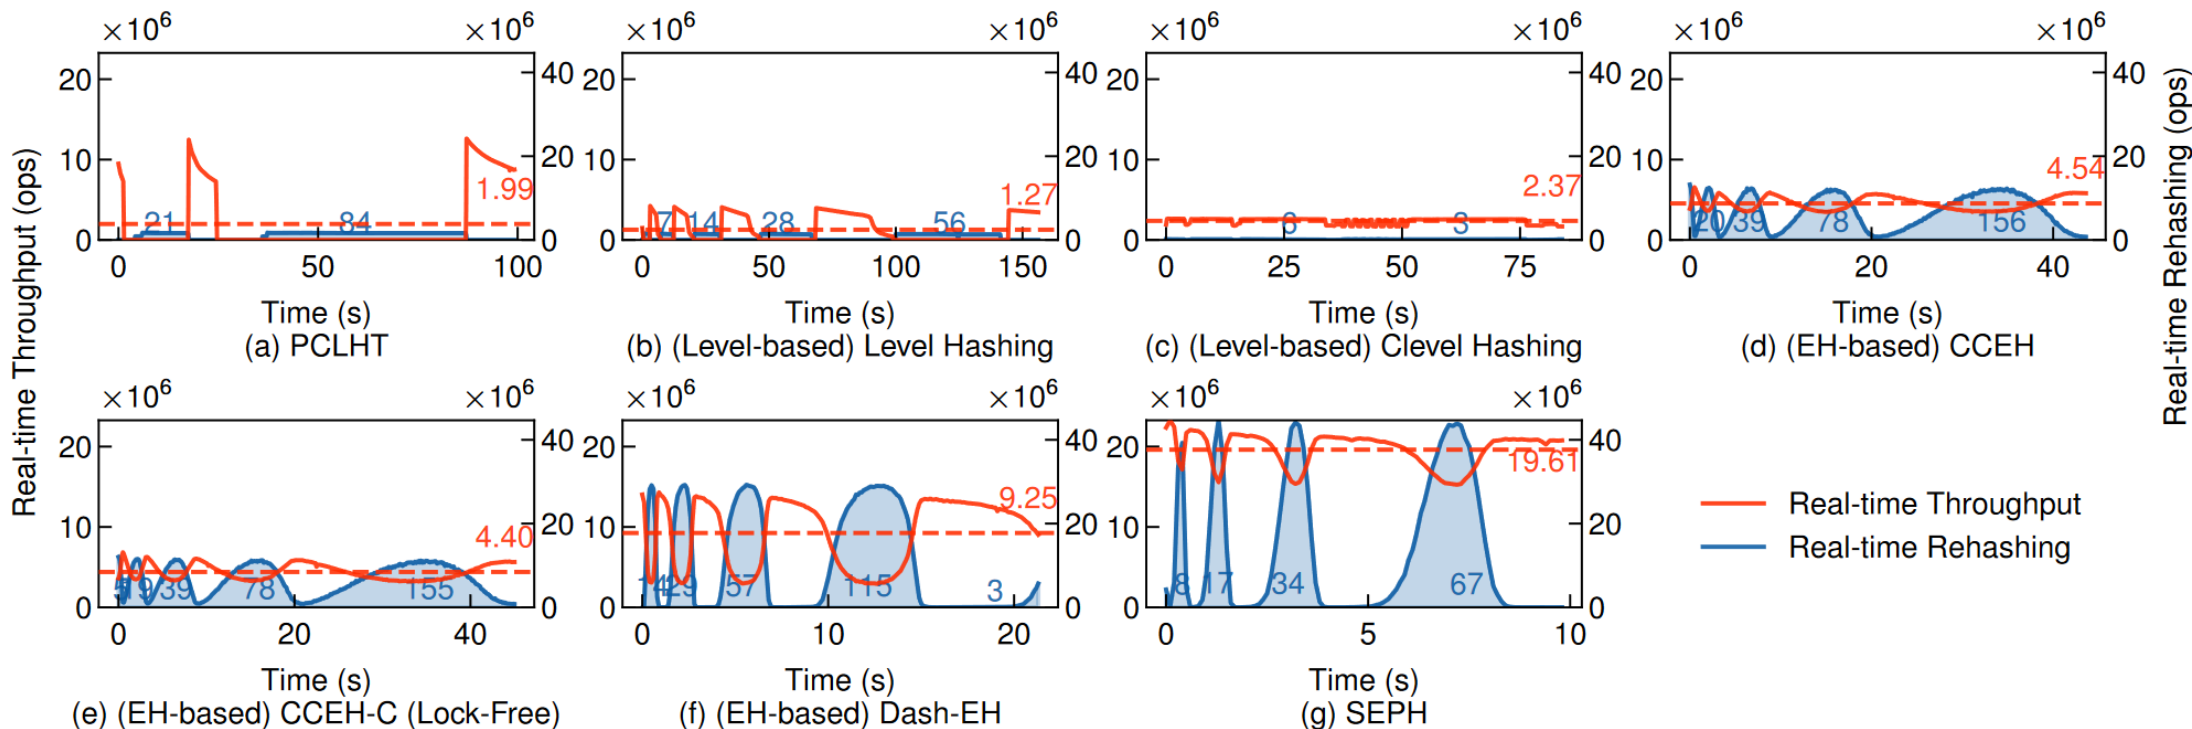 ×10⁶ ×10⁶ ×10⁶ ×10⁶ ×10⁶ ×10⁶ ×10⁶ ×10⁶
Real-time Throughput (ops)
Real-time Rehashing (ops)
20 40 20 40 20 40 20 40
10 20 10 20 10 20 10 20
1.99 1.27 2.37 4.54
21 84 7 14 28 56 6 3 20 39 78 156
0 0 0 0 0 0 0 0
0 50 100 0 50 100 150 0 25 50 75 0 20 40
Time (s) Time (s) Time (s) Time (s)
(a) PCLHT (b) (Level-based) Level Hashing (c) (Level-based) Clevel Hashing (d) (EH-based) CCEH
×10⁶ ×10⁶ ×10⁶ ×10⁶ ×10⁶ ×10⁶
20 40 20 40 20 40
19.61
9.25
Real-time Throughput
10 20 10 20 10 20
4.40
Real-time Rehashing
19 39 78 155 14 29 57 115 3 8 17 34 67
0 0 0 0 0 0
0 20 40 0 10 20 0 5 10
Time (s) Time (s) Time (s)
(e) (EH-based) CCEH-C (Lock-Free) (f) (EH-based) Dash-EH (g) SEPH